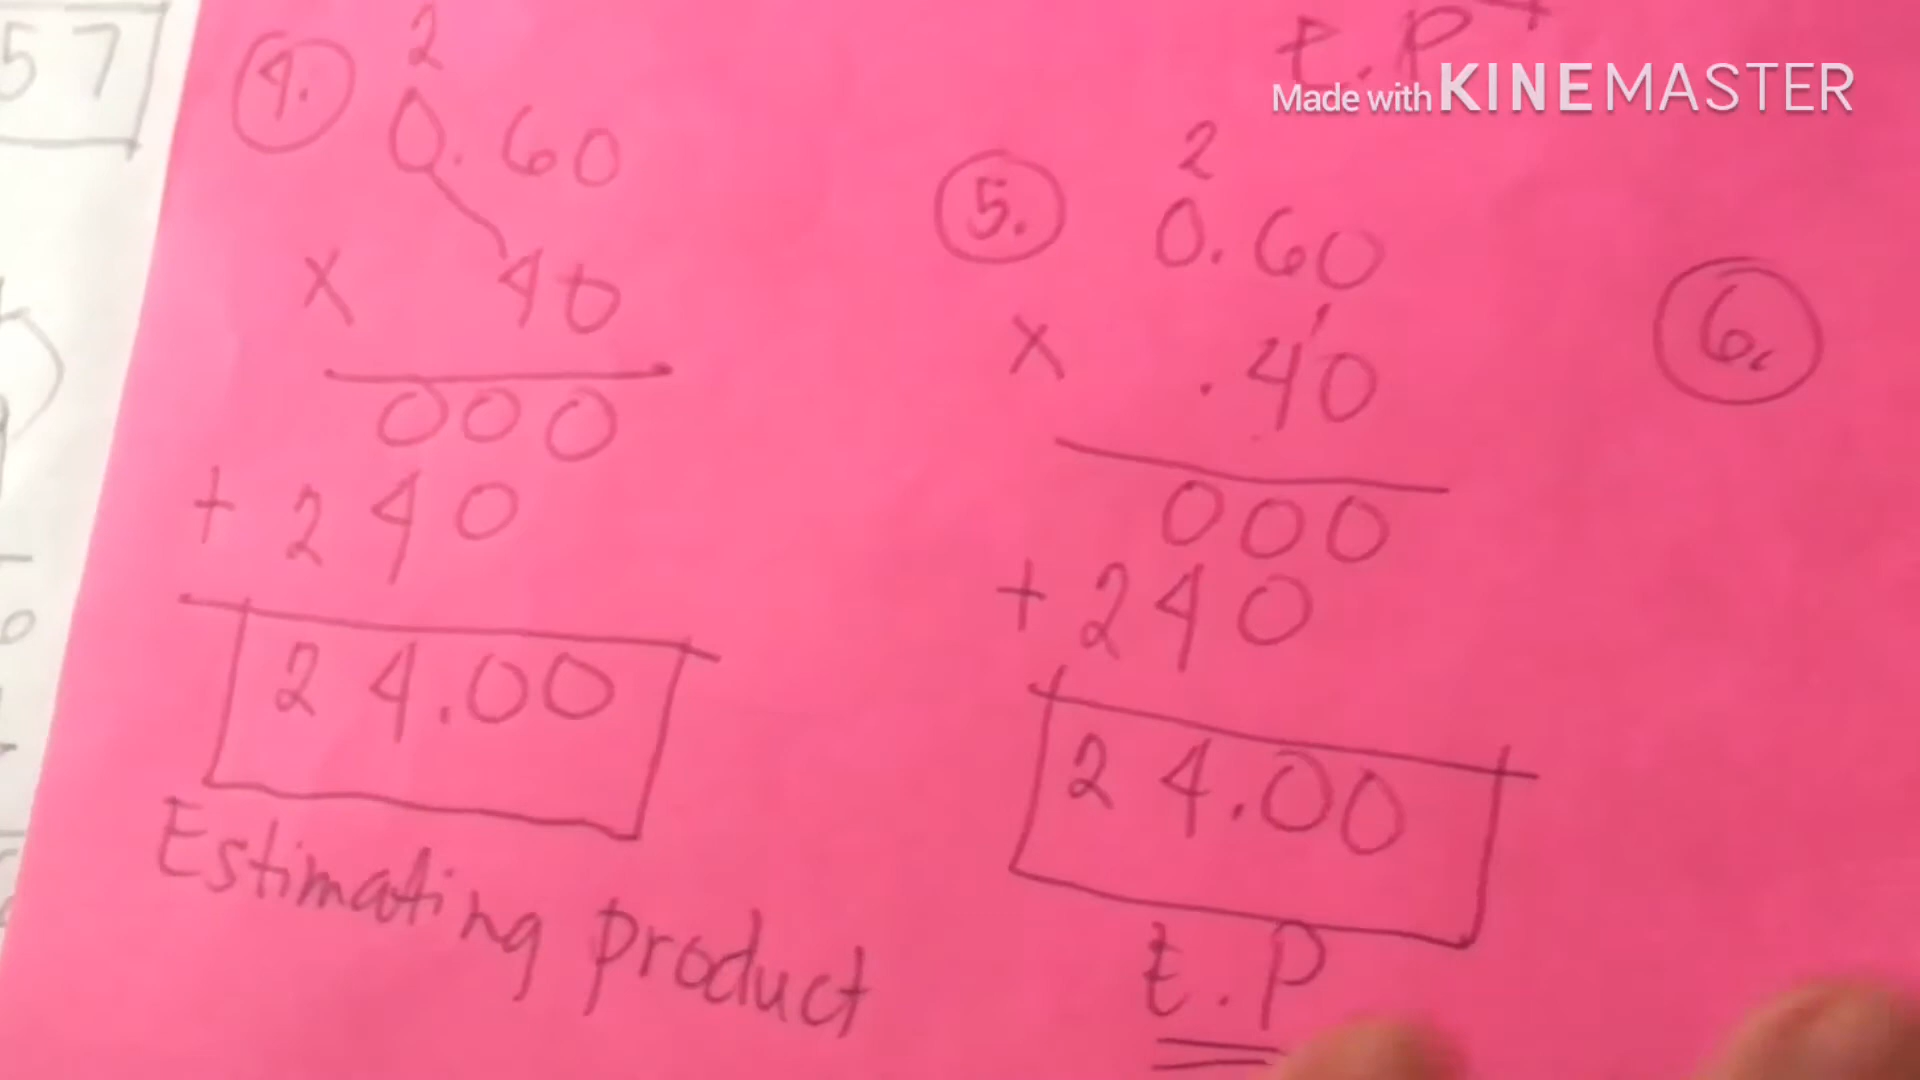 57
4.
2
0.60
x 40
000
+ 240
24.00
Estimating product
E.P
Made with KINEMASTER
5.
2
0.60
x .40
000
+ 240
24.00
E.P
6.